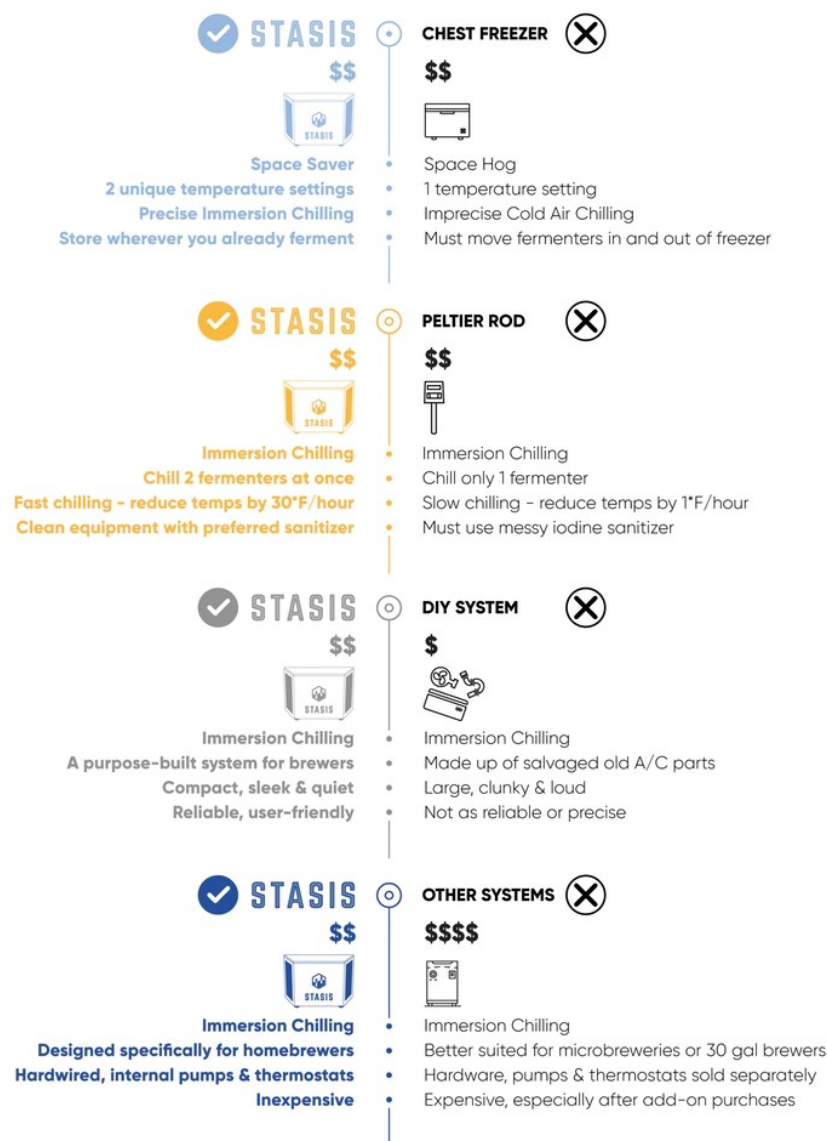 STASIS CHEST FREEZER
$$ $$
STASIS
Space Saver • Space Hog
2 unique temperature settings • 1 temperature setting
Precise Immersion Chilling • Imprecise Cold Air Chilling
Store wherever you already ferment • Must move fermenters in and out of freezer
STASIS PELTIER ROD
$$ $$
STASIS
Immersion Chilling • Immersion Chilling
Chill 2 fermenters at once • Chill only 1 fermenter
Fast chilling - reduce temps by 30°F/hour • Slow chilling - reduce temps by 1°F/hour
Clean equipment with preferred sanitizer • Must use messy iodine sanitizer
STASIS DIY SYSTEM
$$ $
STASIS
Immersion Chilling • Immersion Chilling
A purpose-built system for brewers • Made up of salvaged old A/C parts
Compact, sleek & quiet • Large, clunky & loud
Reliable, user-friendly • Not as reliable or precise
STASIS OTHER SYSTEMS
$$ $$$$
STASIS
Immersion Chilling • Immersion Chilling
Designed specifically for homebrewers • Better suited for microbreweries or 30 gal brewers
Hardwired, internal pumps & thermostats • Hardware, pumps & thermostats sold separately
Inexpensive • Expensive, especially after add-on purchases